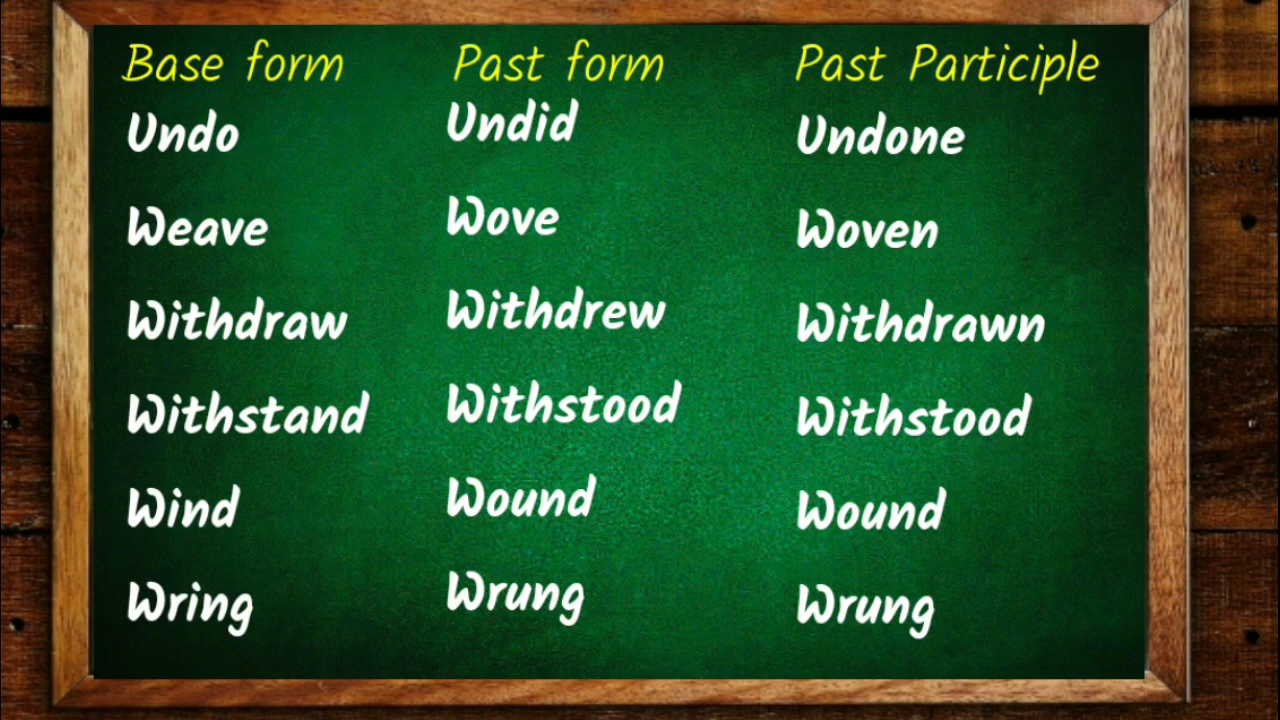 Base form Past form Past Participle
Undo Undid Undone
Weave Wove Woven
Withdraw Withdrew Withdrawn
Withstand Withstood Withstood
Wind Wound Wound
Wring Wrung Wrung